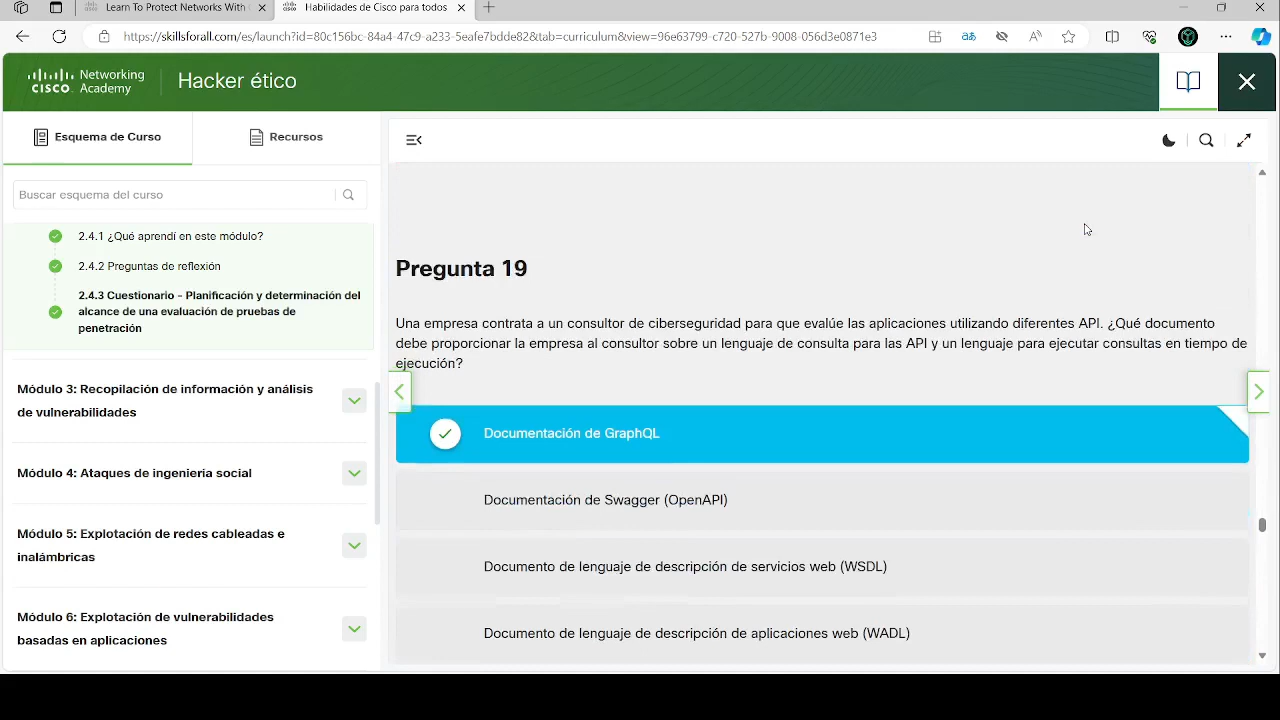 Learn To Protect Networks With
Habilidades de Cisco para todos
https://skillsforall.com/es/launch?id=80c156bc-84a4-47c9-a233-5eafe7bdde82&tab=curriculum&view=96e63799-c720-527b-9008-056d3e0871e3
Networking
CISCO Academy
Hacker ético
Esquema de Curso
Recursos
Buscar esquema del curso
2.4.1 ¿Qué aprendí en este módulo?
2.4.2 Preguntas de reflexión
2.4.3 Cuestionario - Planificación y determinación del
alcance de una evaluación de pruebas de
penetración
Módulo 3: Recopilación de información y análisis
de vulnerabilidades
Módulo 4: Ataques de ingeniería social
Módulo 5: Explotación de redes cableadas e
inalámbricas
Módulo 6: Explotación de vulnerabilidades
basadas en aplicaciones
Pregunta 19
Una empresa contrata a un consultor de ciberseguridad para que evalúe las aplicaciones utilizando diferentes API. ¿Qué documento
debe proporcionar la empresa al consultor sobre un lenguaje de consulta para las API y un lenguaje para ejecutar consultas en tiempo de
ejecución?
Documentación de GraphQL
Documentación de Swagger (OpenAPI)
Documento de lenguaje de descripción de servicios web (WSDL)
Documento de lenguaje de descripción de aplicaciones web (WADL)